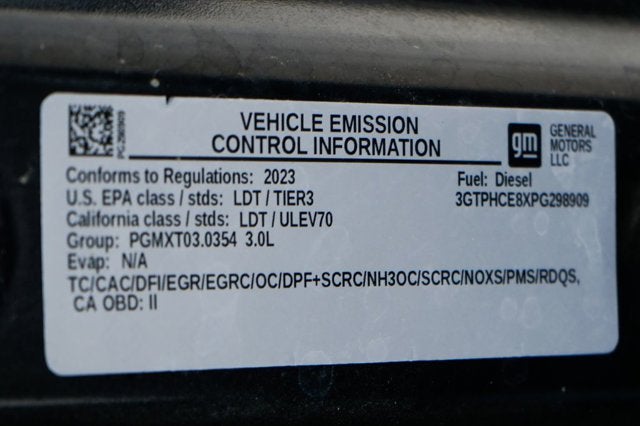 VEHICLE EMISSION
CONTROL INFORMATION
gm
GENERAL
MOTORS
LLC
PG298909
Conforms to Regulations: 2023
Fuel: Diesel
U.S. EPA class / stds: LDT / TIER3
3GTPHCE8XPG298909
California class / stds: LDT / ULEV70
Group: PGMXT03.0354 3.0L
Evap: N/A
TC/CAC/DFI/EGR/EGRC/OC/DPF+SCRC/NH3OC/SCRC/NOXS/PMS/RDQS,
CA OBD: II